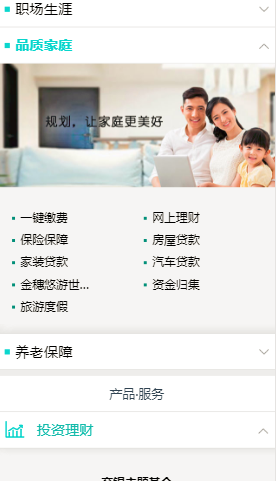 职场生涯
品质家庭
规划，让家庭更美好
一键缴费 网上理财
保险保障 房屋贷款
家装贷款 汽车贷款
金穗悠游世... 资金归集
旅游度假
养老保障
产品·服务
投资理财